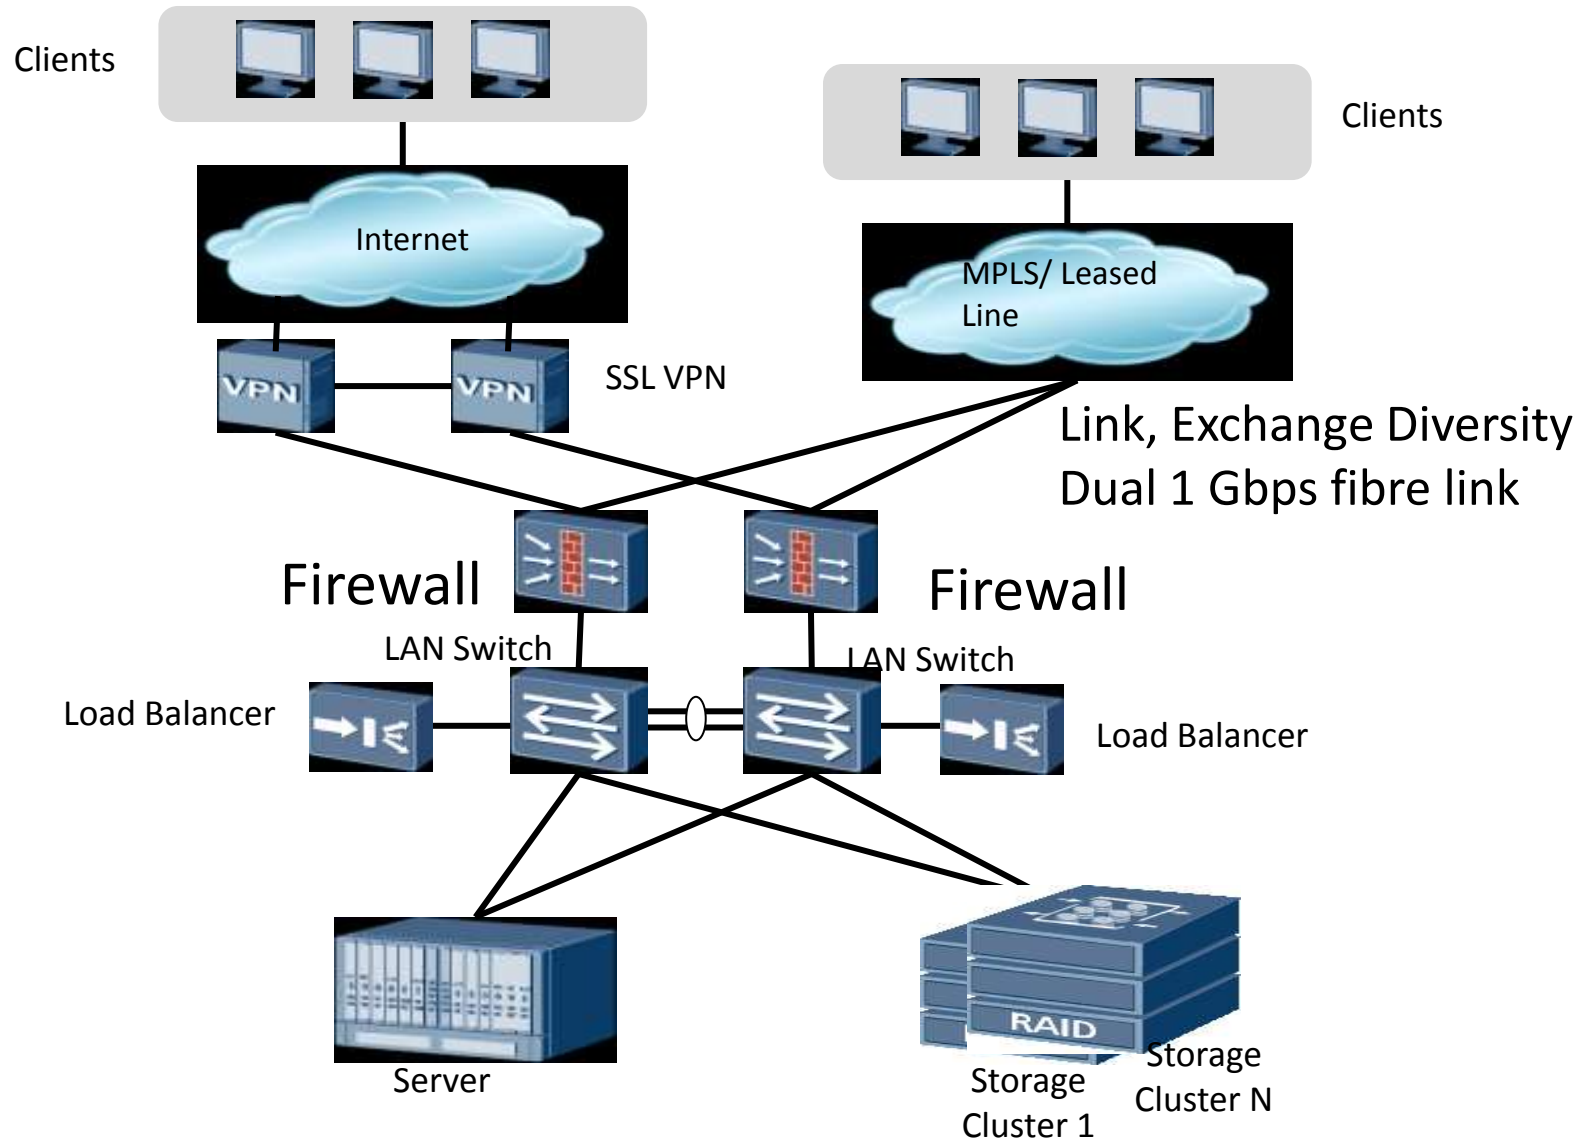 Clients
Clients
Internet
MPLS/ Leased
Line
VPN
VPN
SSL VPN
Link, Exchange Diversity
Dual 1 Gbps fibre link
Firewall
Firewall
LAN Switch
LAN Switch
Load Balancer
Load Balancer
RAID
Server
Storage
Cluster 1
Storage
Cluster N